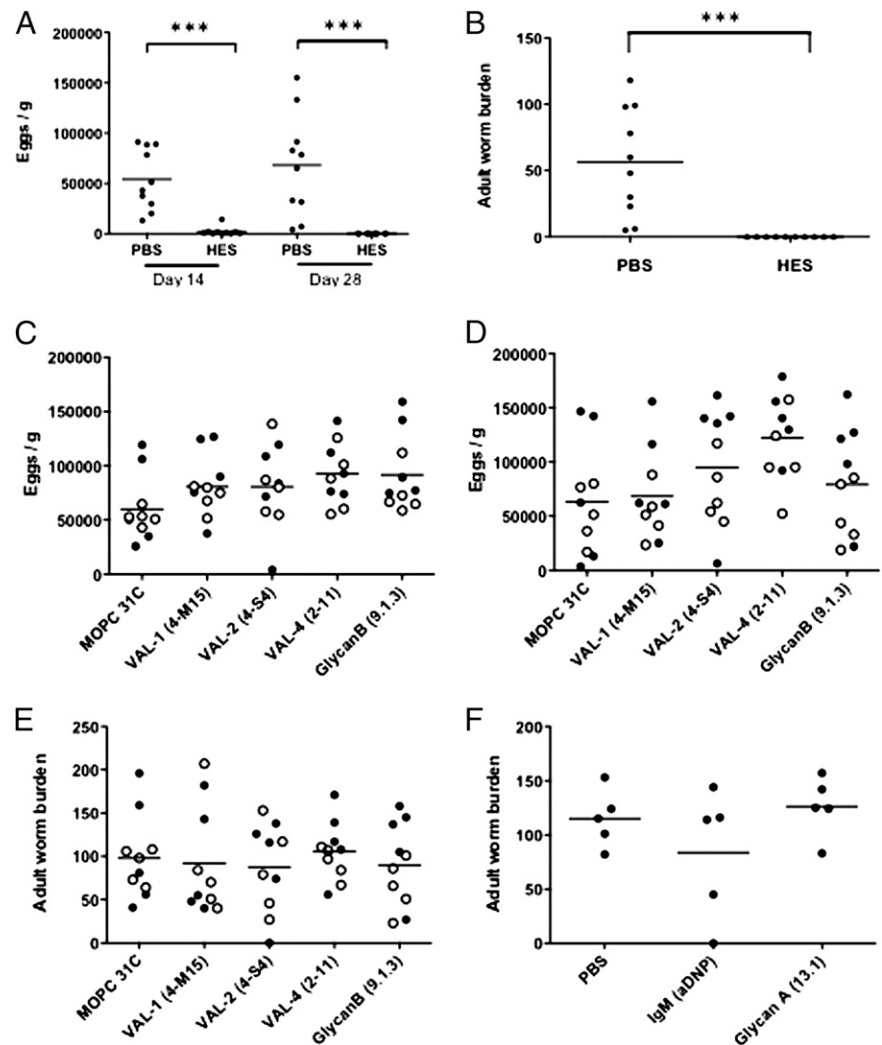 A
Eggs / g
200000
150000
100000
50000
0
***
***
PBS HES PBS HES
Day 14 Day 28
B
Adult worm burden
150
100
50
0
***
PBS HES
C
Eggs / g
200000
150000
100000
50000
0
MOPC 31C
VAL-1 (4-M15)
VAL-2 (4-S4)
VAL-4 (2-11)
GlycanB (9.1.3)
D
Eggs / g
200000
150000
100000
50000
0
MOPC 31C
VAL-1 (4-M15)
VAL-2 (4-S4)
VAL-4 (2-11)
GlycanB (9.1.3)
E
Adult worm burden
250
200
150
100
50
0
MOPC 31C
VAL-1 (4-M15)
VAL-2 (4-S4)
VAL-4 (2-11)
GlycanB (9.1.3)
F
Adult worm burden
200
150
100
50
0
PBS
IgM (aDNP)
Glycan A (13.1)